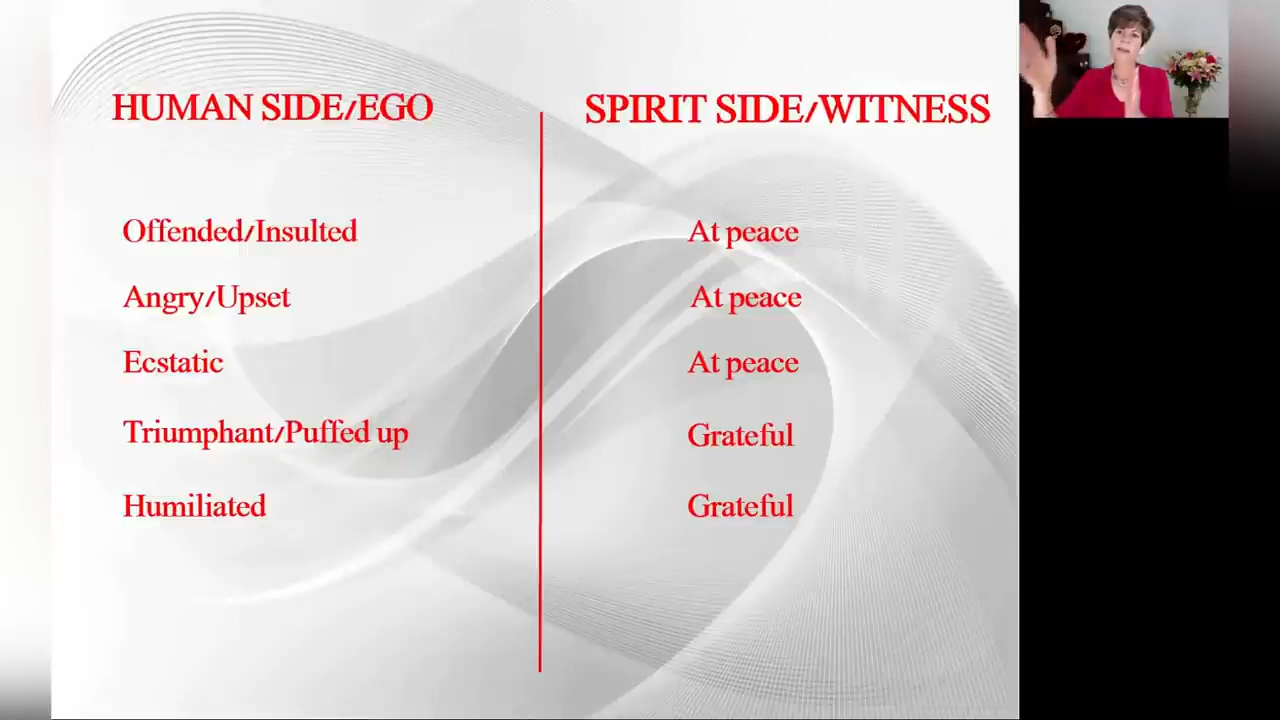 HUMAN SIDE/EGO
SPIRIT SIDE/WITNESS
Offended/Insulted
At peace
Angry/Upset
At peace
Ecstatic
At peace
Triumphant/Puffed up
Grateful
Humiliated
Grateful